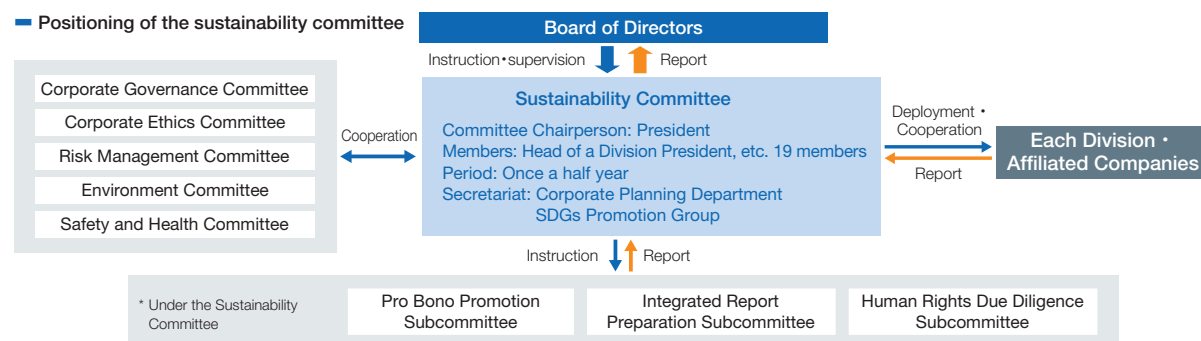 Positioning of the sustainability committee
Board of Directors
Instruction・supervision
Report
Corporate Governance Committee
Corporate Ethics Committee
Risk Management Committee
Environment Committee
Safety and Health Committee
Cooperation
Sustainability Committee
Committee Chairperson: President
Members: Head of a Division President, etc. 19 members
Period: Once a half year
Secretariat: Corporate Planning Department
SDGs Promotion Group
Deployment・
Cooperation
Report
Each Division・
Affiliated Companies
Instruction
Report
* Under the Sustainability
Committee
Pro Bono Promotion
Subcommittee
Integrated Report
Preparation Subcommittee
Human Rights Due Diligence
Subcommittee